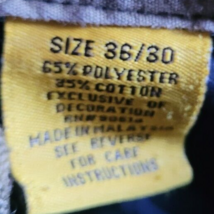 SIZE 36/30
65% POLYESTER
35% COTTON
EXCLUSIVE OF
DECORATION
MADE IN MALAYSIA
SEE REVERSE
FOR CARE
INSTRUCTIONS